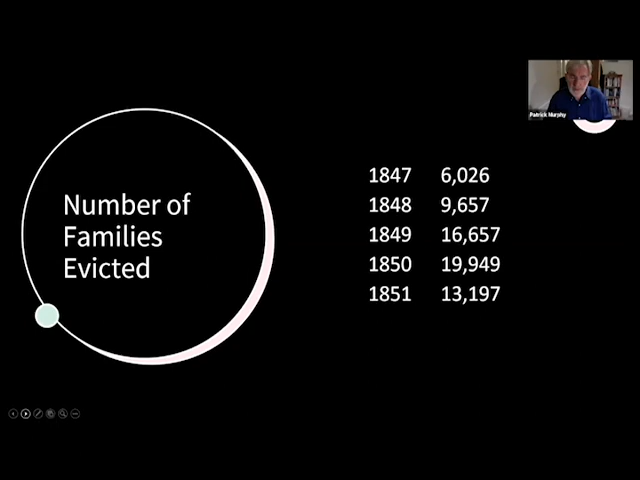 Patrick Murphy
Number of
Families
Evicted
1847 6,026
1848 9,657
1849 16,657
1850 19,949
1851 13,197